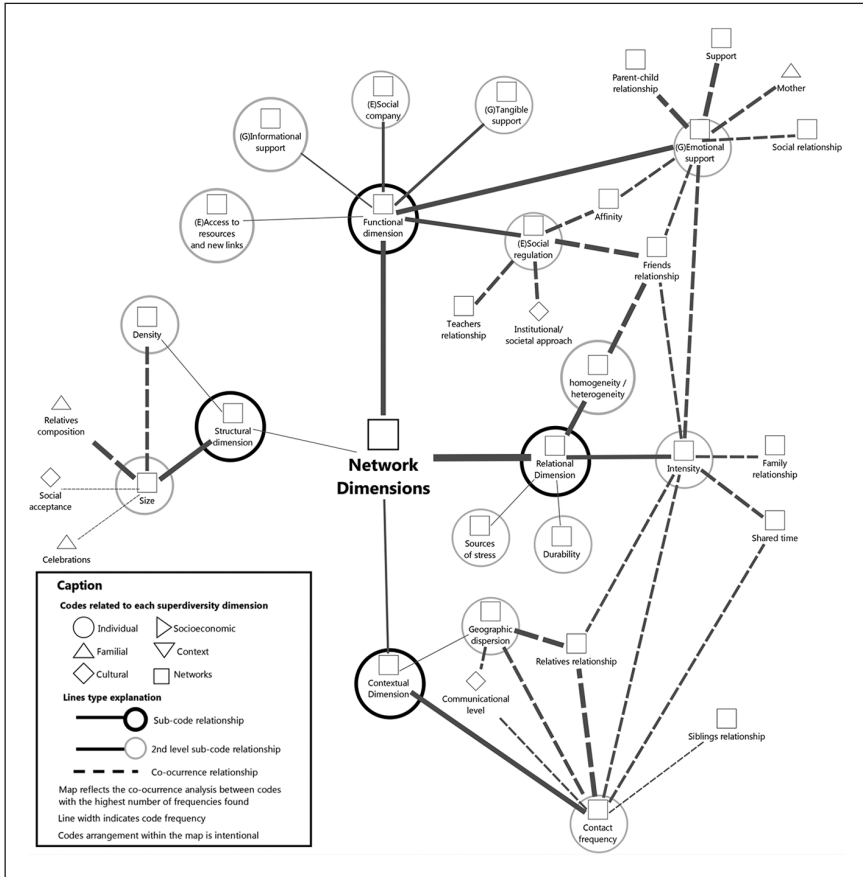 Support
Parent-child
relationship
Mother
(E)Social
company
(G)Tangible
support
(G)Informational
support
(G)Emotional
support
Social relationship
(E)Access to
resources
and new links
Functional
dimension
Affinity
(E)Social
regulation
Friends
relationship
Teachers
relationship
Institutional/
societal approach
Density
homogeneity /
heterogeneity
Relatives
composition
Structural
dimension
Network
Dimensions
Relational
Dimension
Intensity
Family
relationship
Social
acceptance
Size
Shared time
Sources
of stress
Durability
Celebrations
Geographic
dispersion
Relatives relationship
Contextual
Dimension
Communicational
level
Siblings relationship
Contact
frequency
Caption
Codes related to each superdiversity dimension
Individual
Socioeconomic
Familial
Context
Cultural
Networks
Lines type explanation
Sub-code relationship
2nd level sub-code relationship
Co-ocurrence relationship
Map reflects the co-occurrence analysis between codes
with the highest number of frequencies found
Line width indicates code frequency
Codes arrangement within the map is intentional